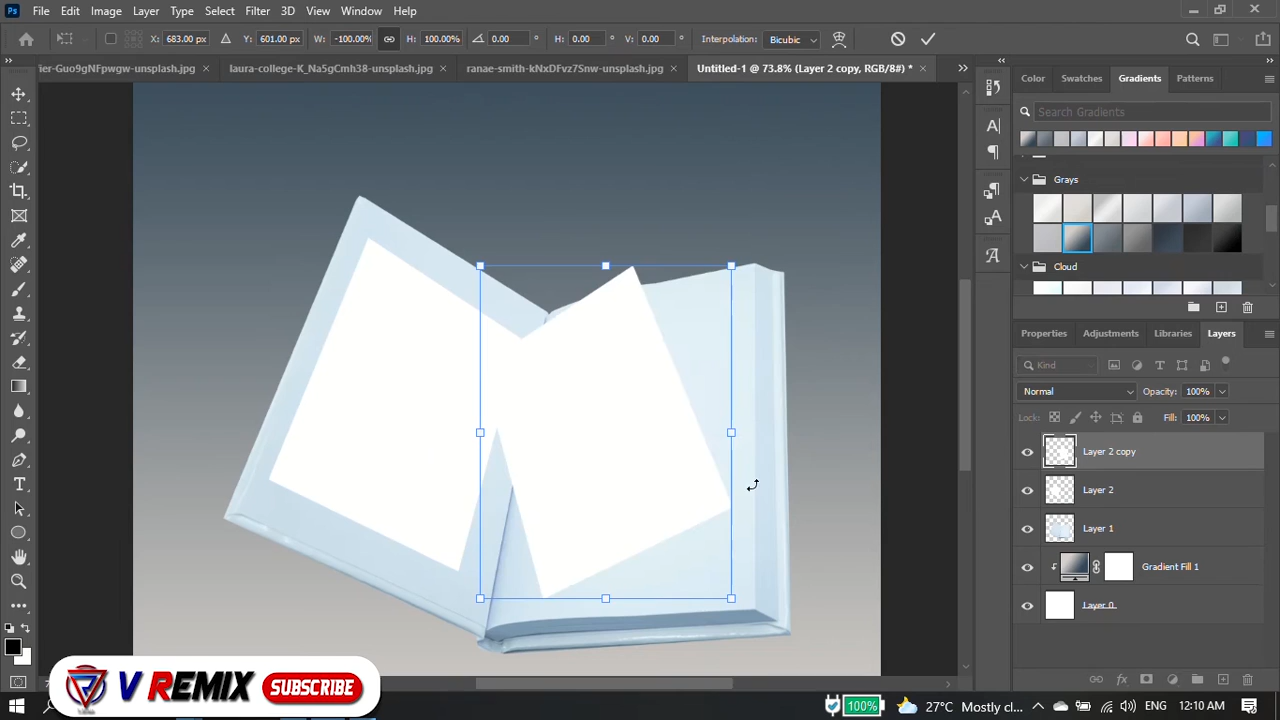 Ps File Edit Image Layer Type Select Filter 3D View Window Help
X: 683.00 px Y: 601.00 px W: -100.00% H: 100.00% 0.00 ° H: 0.00 ° V: 0.00 ° Interpolation: Bicubic
ier-Guo9gNFpwgw-unsplash.jpg × laura-college-K_Na5gCmh38-unsplash.jpg × ranae-smith-kNxDFvz7Snw-unsplash.jpg × Untitled-1 @ 73.8% (Layer 2 copy, RGB/8#) * ×
Color Swatches Gradients Patterns
Search Gradients
Grays
Cloud
Properties Adjustments Libraries Layers
Kind
Normal Opacity: 100%
Lock: Fill: 100%
Layer 2 copy
Layer 2
Layer 1
Gradient Fill 1
Layer 0
V REMIX SUBSCRIBE
100% 27°C Mostly cl... ENG 12:10 AM